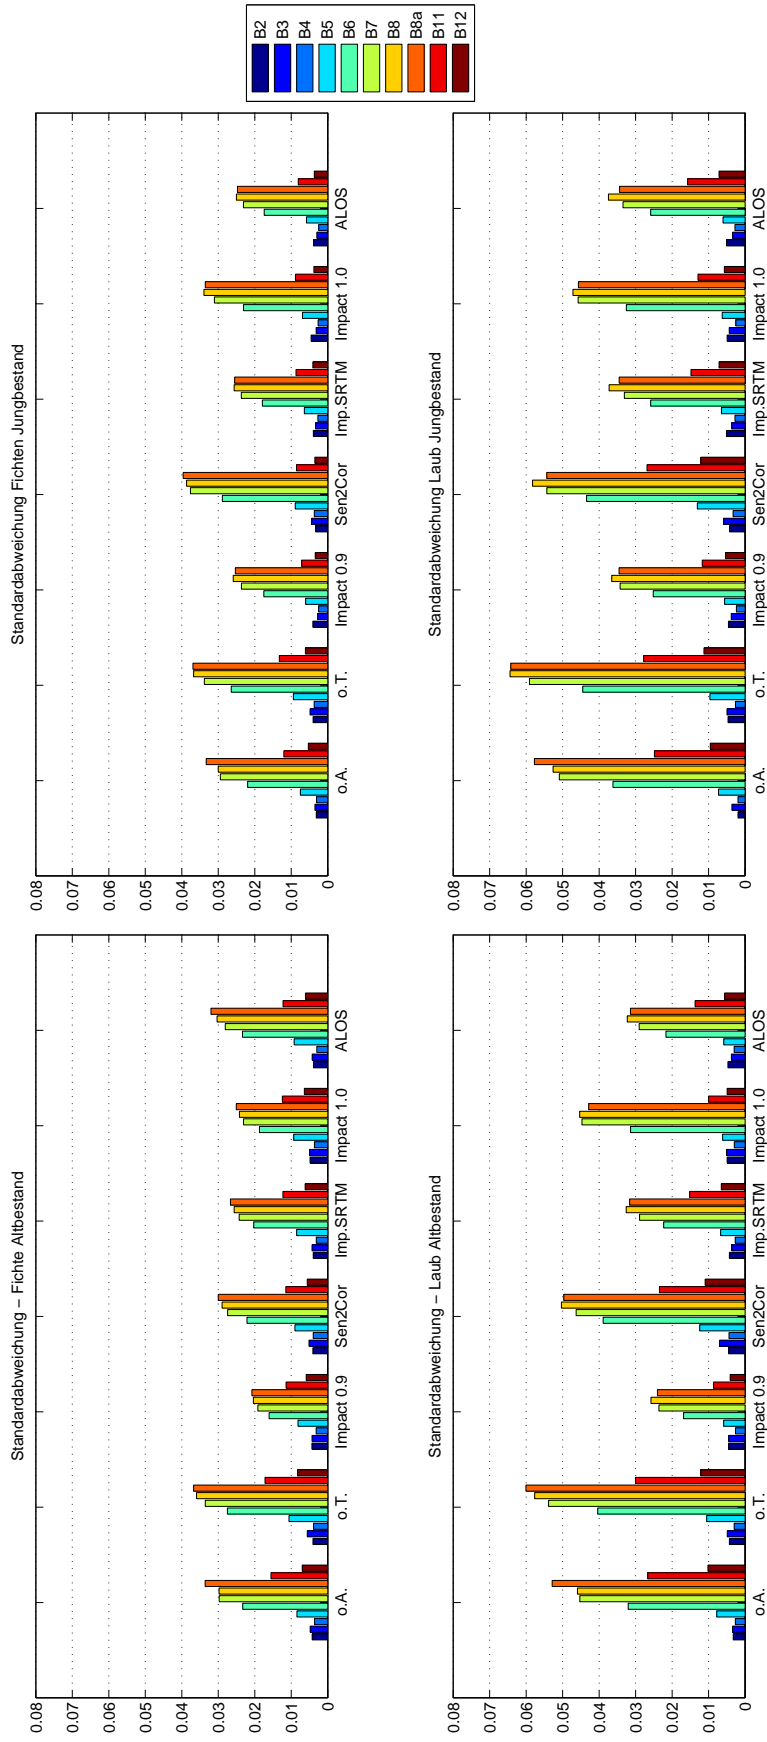 Standardabweichung – Fichte Altbestand
0.08
0.07
0.06
0.05
0.04
0.03
0.02
0.01
0
o.A. o.T. Impact 0.9 Sen2Cor Imp.SRTM Impact 1.0 ALOS
Standardabweichung Fichten Jungbestand
0.08
0.07
0.06
0.05
0.04
0.03
0.02
0.01
0
o.A. o.T. Impact 0.9 Sen2Cor Imp.SRTM Impact 1.0 ALOS
Standardabweichung – Laub Altbestand
0.08
0.07
0.06
0.05
0.04
0.03
0.02
0.01
0
o.A. o.T. Impact 0.9 Sen2Cor Imp.SRTM Impact 1.0 ALOS
Standardabweichung Laub Jungbestand
0.08
0.07
0.06
0.05
0.04
0.03
0.02
0.01
0
o.A. o.T. Impact 0.9 Sen2Cor Imp.SRTM Impact 1.0 ALOS
B2
B3
B4
B5
B6
B7
B8
B8a
B11
B12